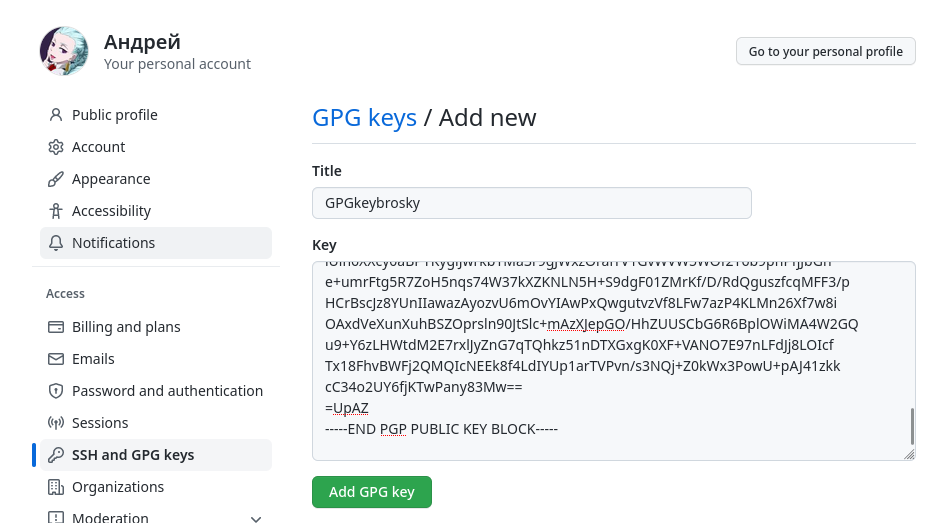 Андрей
Your personal account
Go to your personal profile
Public profile
Account
Appearance
Accessibility
Notifications
Access
Billing and plans
Emails
Password and authentication
Sessions
SSH and GPG keys
Organizations
Moderation
GPG keys / Add new
Title
GPGkeybrosky
Key
e+umrFtg5R7ZoH5nqs74W37kXZKNLN5H+S9dgF01ZMrKf/D/RdQguszfcqMFF3/p
HCrBscJz8YUnIIawazAyozvU6mOvYIAwPxQwgutvzVf8LFw7azP4KLMn26Xf7w8i
OAxdVeXunXuhBSZOprsln90JtSlc+mAzXJepGO/HhZUUSCbG6R6BplOWiMA4W2GQ
u9+Y6zLHWtdM2E7rxlJyZnG7qTQhkz51nDTXGxgK0XF+VANO7E97nLFdJj8LOIcf
Tx18FhvBWFj2QMQIcNEEk8f4LdIYUp1arTVPvn/s3NQj+Z0kWx3PowU+pAJ41zkk
cC34o2UY6fjKTwPany83Mw==
=UpAZ
-----END PGP PUBLIC KEY BLOCK-----
Add GPG key